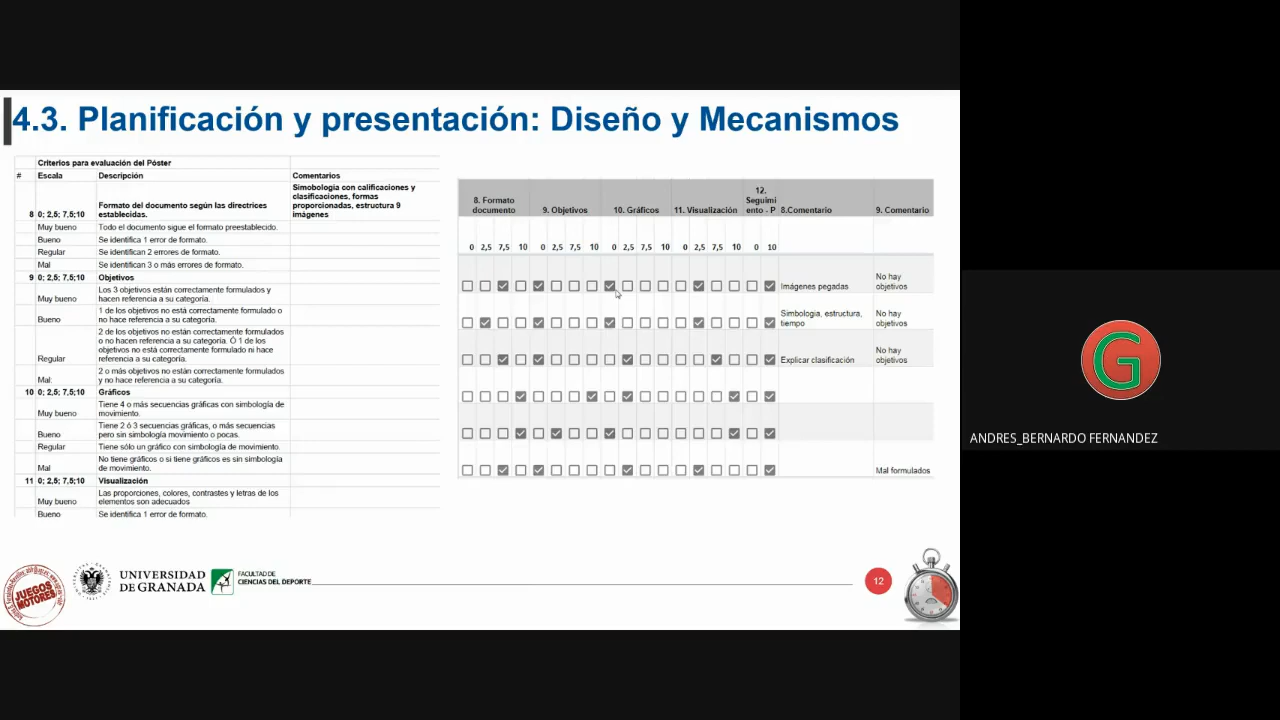 4.3. Planificación y presentación: Diseño y Mecanismos
Criterios para evaluación del Póster
# Escala Descripción Comentarios
8 0; 2,5; 7.5;10 Formato del documento según las directrices establecidas. Simobología con calificaciones y clasificaciones, formas proporcionadas, estructura 9 imágenes
Muy bueno Todo el documento sigue el formato preestablecido.
Bueno Se identifica 1 error de formato.
Regular Se identifican 2 errores de formato.
Mal Se identifican 3 o más errores de formato.
9 0; 2,5; 7.5;10 Objetivos
Muy bueno Los 3 objetivos están correctamente formulados y hacen referencia a su categoría.
Bueno 1 de los objetivos no está correctamente formulado o no hace referencia a su categoría.
Regular 2 de los objetivos no están correctamente formulados o no hacen referencia a su categoría. Ó 1 de los objetivos no está correctamente formulado ni hace referencia a su categoría.
Mal: 2 o más objetivos no están correctamente formulados y no hace referencia a su categoría.
10 0; 2,5; 7.5;10 Gráficos
Muy bueno Tiene 4 o más secuencias gráficas con simbología de movimiento.
Bueno Tiene 2 ó 3 secuencias gráficas, o más secuencias pero sin simbología movimiento o pocas.
Regular Tiene sólo un gráfico con simbología de movimiento.
Mal No tiene gráficos o si tiene gráficos es sin simbología de movimiento.
11 0; 2,5; 7.5;10 Visualización
Muy bueno Las proporciones, colores, contrastes y letras de los elementos son adecuados
Bueno Se identifica 1 error de formato.
8. Formato documento 9. Objetivos 10. Gráficos 11. Visualización 12. Seguimi ento - P 8.Comentario 9. Comentario
0 2,5 7,5 10 0 2,5 7,5 10 0 2,5 7,5 10 0 2,5 7,5 10 0 10
Imágenes pegadas No hay objetivos
Simbología, estructura, tiempo No hay objetivos
Explicar clasificación No hay objetivos
Mal formulados
JUEGOS MOTORES
UNIVERSIDAD DE GRANADA
FACULTAD DE CIENCIAS DEL DEPORTE
12
G
ANDRES_BERNARDO FERNANDEZ